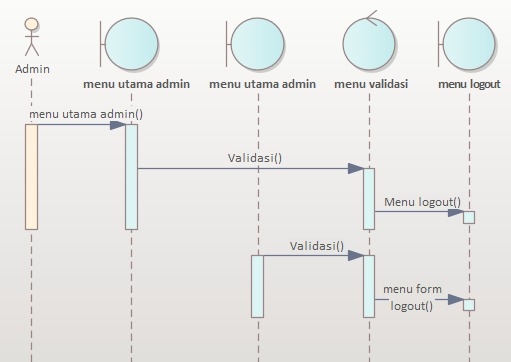 Admin
menu utama admin
menu utama admin
menu validasi
menu logout
menu utama admin()
Validasi()
Menu logout()
Validasi()
menu form
logout()